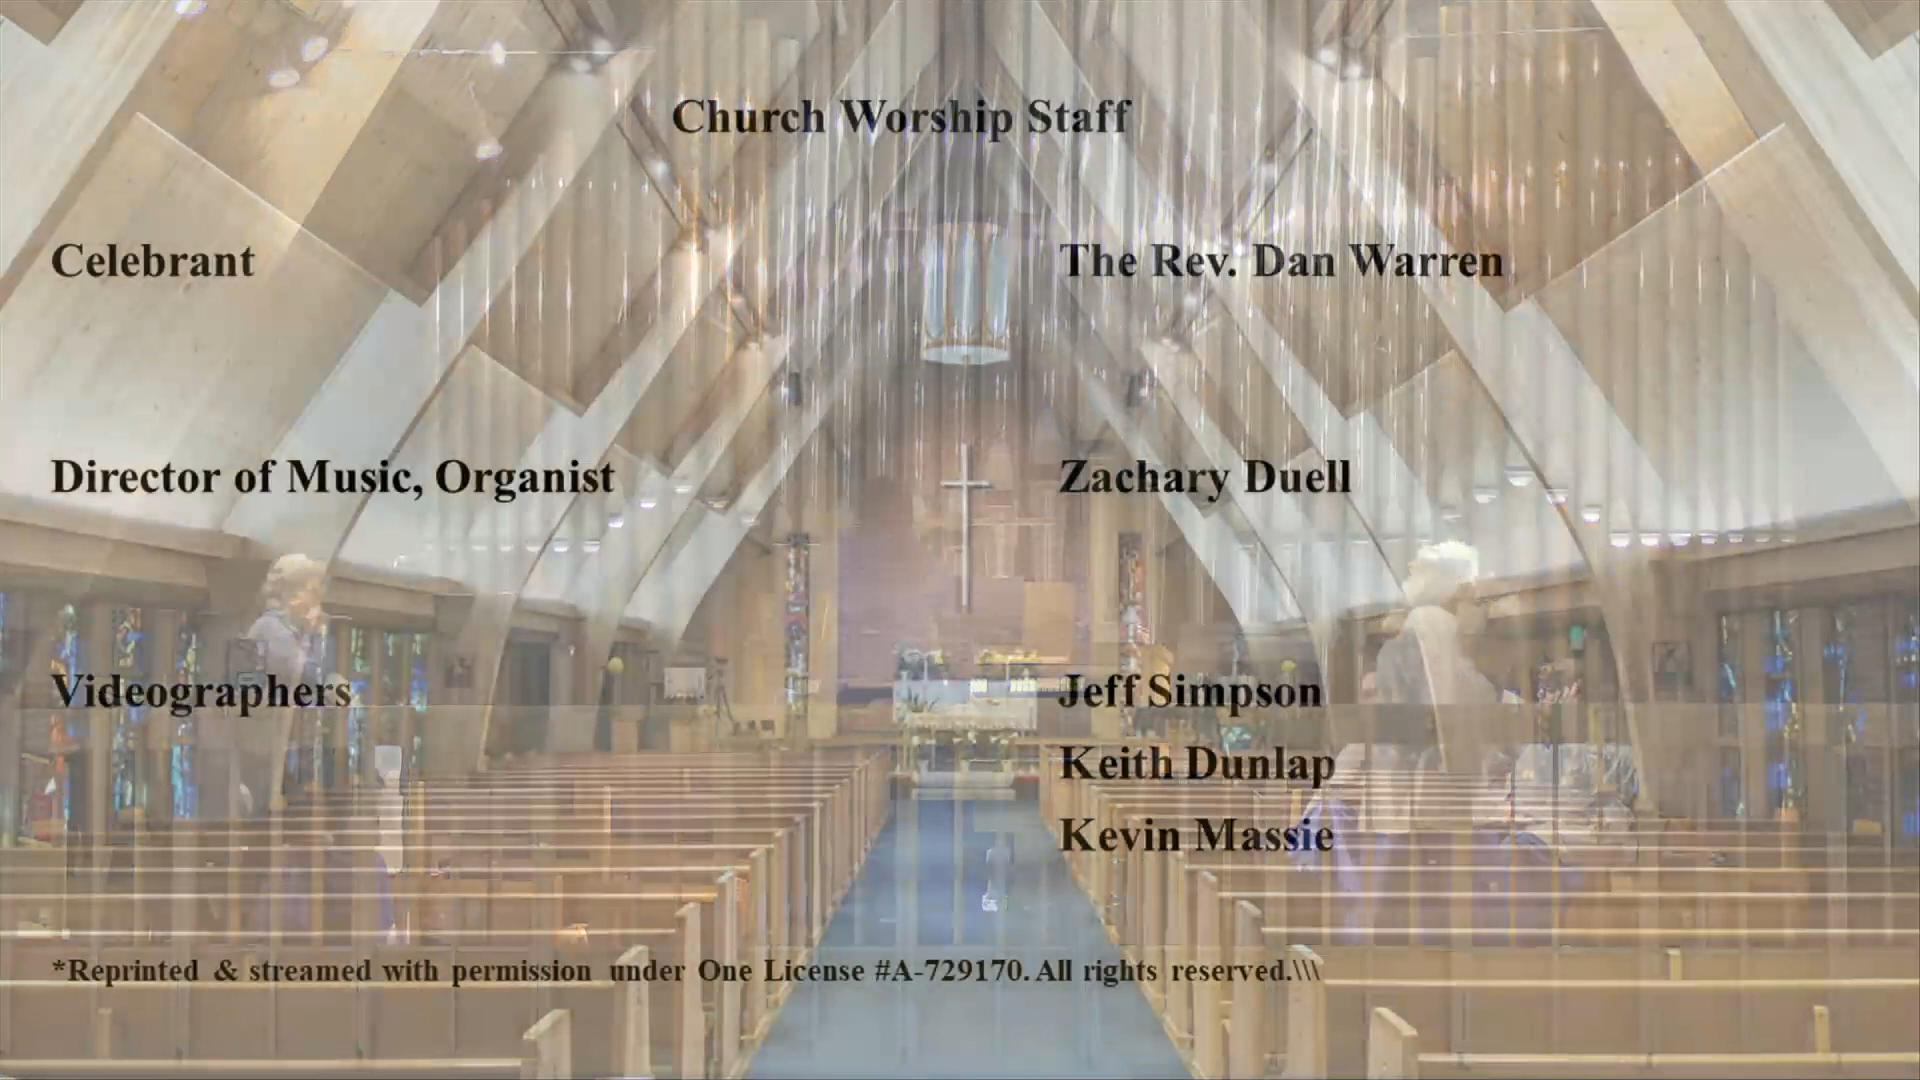 Church Worship Staff
Celebrant The Rev. Dan Warren
Director of Music, Organist Zachary Duell
Videographers Jeff Simpson
Keith Dunlap
Kevin Massie
*Reprinted & streamed with permission under One License #A-729170. All rights reserved.\\\